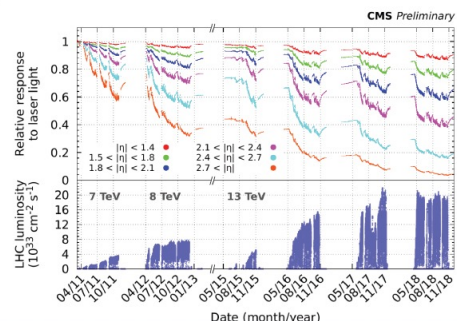 CMS Preliminary
Relative response
to laser light
1
0.8
0.6
0.4
0.2
0
|η| < 1.4
1.5 < |η| < 1.8
1.8 < |η| < 2.1
2.1 < |η| < 2.4
2.4 < |η| < 2.7
2.7 < |η|
LHC luminosity
(10³³ cm⁻² s⁻¹)
20
16
12
8
4
0
7 TeV
8 TeV
13 TeV
//
//
04/11
07/11
10/11
04/12
07/12
10/12
01/13
05/15
08/15
11/15
05/16
08/16
11/16
05/17
08/17
11/17
05/18
08/18
11/18
Date (month/year)